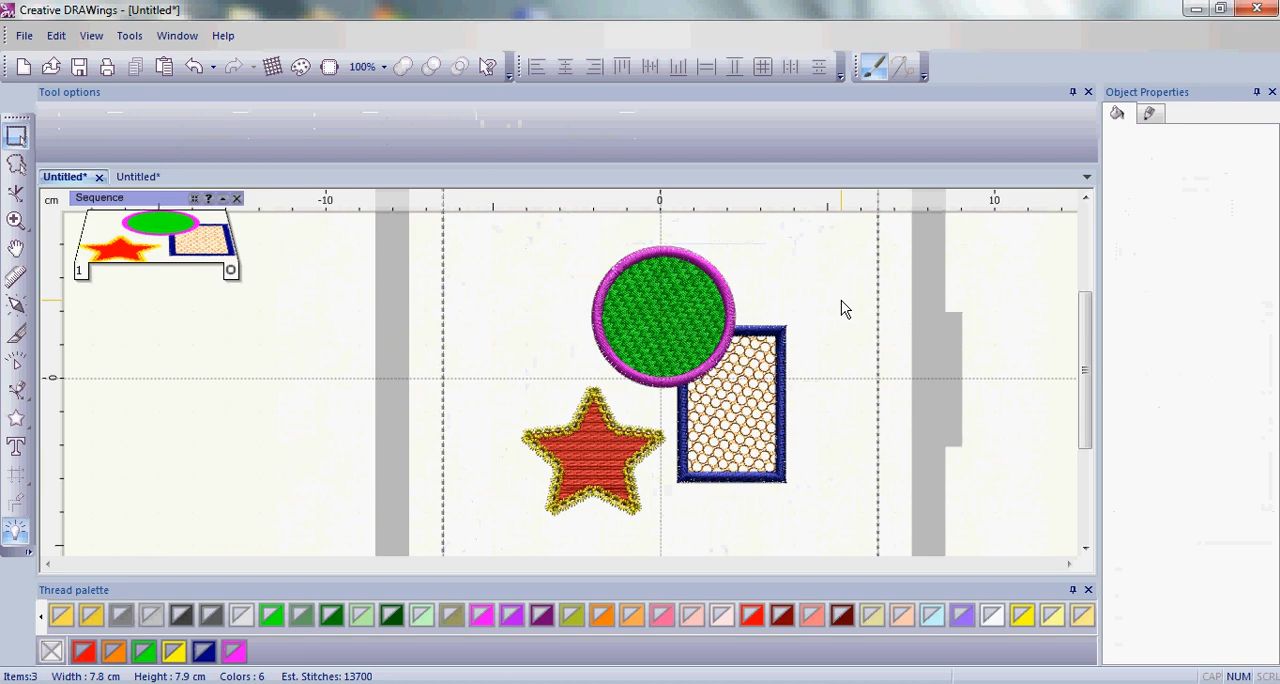 Creative DRAWings - [Untitled*]
File Edit View Tools Window Help
100%
Tool options
Object Properties
Untitled* Untitled*
cm -10 0 10
Sequence
1
0
Thread palette
Items:3 Width : 7.8 cm Height : 7.9 cm Colors : 6 Est. Stitches: 13700 CAP NUM SCRL